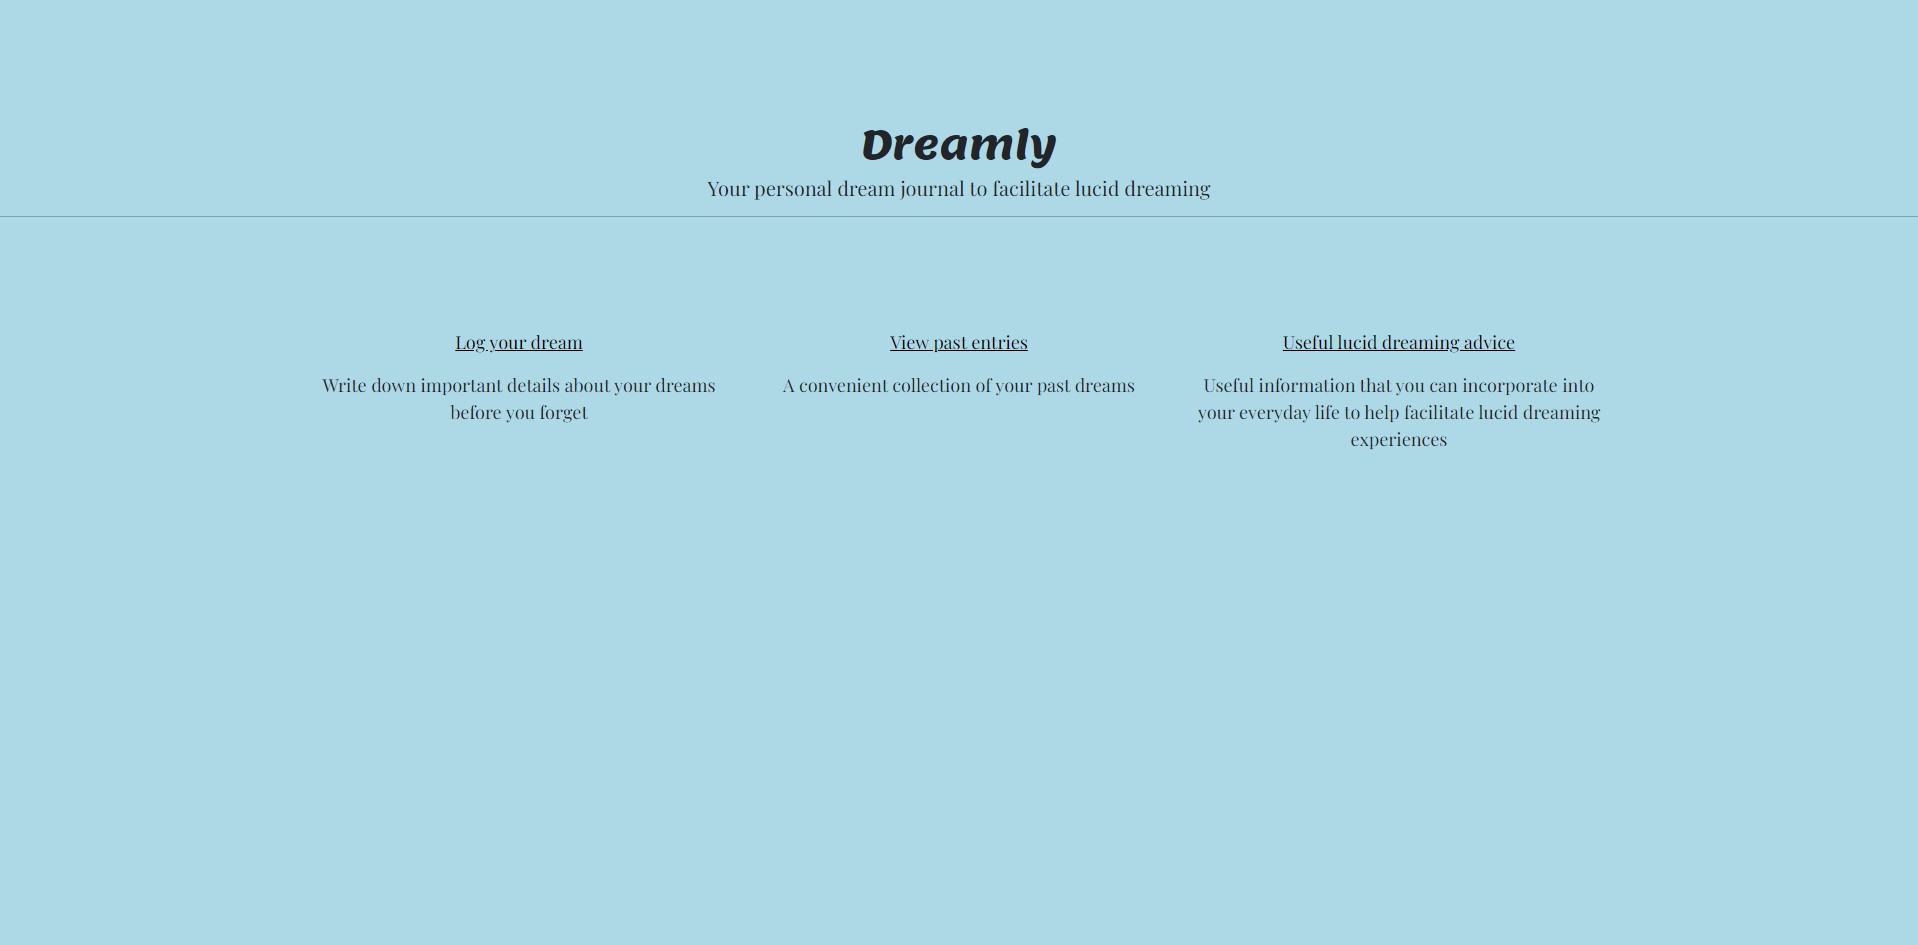 Dreamly
Your personal dream journal to facilitate lucid dreaming
Log your dream
Write down important details about your dreams
before you forget
View past entries
A convenient collection of your past dreams
Useful lucid dreaming advice
Useful information that you can incorporate into
your everyday life to help facilitate lucid dreaming
experiences